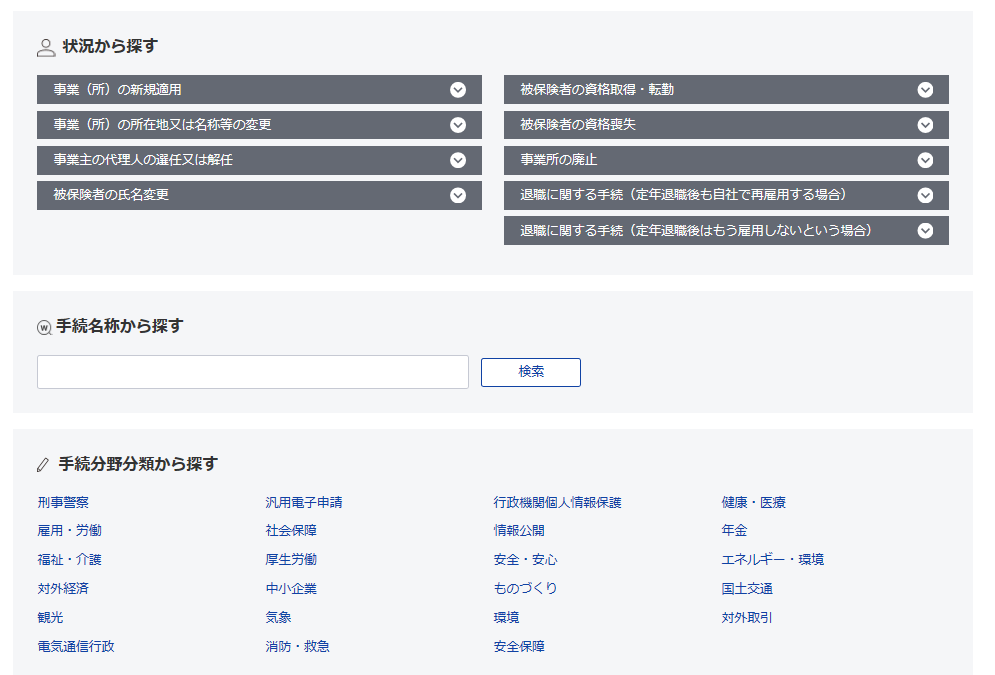 状況から探す
事業（所）の新規適用
被保険者の資格取得・転勤
事業（所）の所在地又は名称等の変更
被保険者の資格喪失
事業主の代理人の選任又は解任
事業所の廃止
被保険者の氏名変更
退職に関する手続（定年退職後も自社で再雇用する場合）
退職に関する手続（定年退職後はもう雇用しないという場合）
W 手続名称から探す
検索
手続分野分類から探す
刑事警察 汎用電子申請 行政機関個人情報保護 健康・医療
雇用・労働 社会保障 情報公開 年金
福祉・介護 厚生労働 安全・安心 エネルギー・環境
対外経済 中小企業 ものづくり 国土交通
観光 気象 環境 対外取引
電気通信行政 消防・救急 安全保障